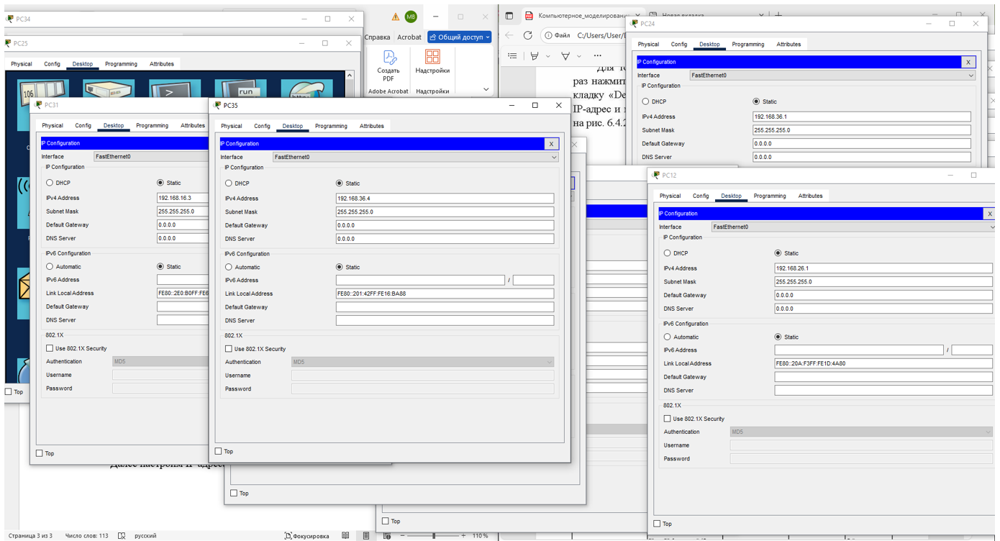 PC34
MB
PC25
Physical Config Desktop Programming Attributes
106
run
http:
Справка Acrobat Общий доступ
Создать PDF
Надстройки
Adobe Acrobat Надстройки
Компьютерное_моделирован
Новая вкладка
Файл C:/Users/User/
раз нажмит
кладку «De
IP-адрес и
на рис. 6.4.2
PC24
Physical Config Desktop Programming Attributes
IP Configuration X
Interface FastEthernet0
IP Configuration
DHCP Static
IPv4 Address 192.168.36.1
Subnet Mask 255.255.255.0
Default Gateway 0.0.0.0
DNS Server 0.0.0.0
PC31
Physical Config Desktop Programming Attributes
IP Configuration
Interface FastEthernet0
IP Configuration
DHCP Static
IPv4 Address 192.168.16.3
Subnet Mask 255.255.255.0
Default Gateway 0.0.0.0
DNS Server 0.0.0.0
IPv6 Configuration
Automatic Static
IPv6 Address
Link Local Address FE80::2E0:B0FF:FE6
Default Gateway
DNS Server
802.1X
Use 802.1X Security
Authentication MD5
Username
Password
Top
PC35
Physical Config Desktop Programming Attributes
IP Configuration X
Interface FastEthernet0
IP Configuration
DHCP Static
IPv4 Address 192.168.36.4
Subnet Mask 255.255.255.0
Default Gateway 0.0.0.0
DNS Server 0.0.0.0
IPv6 Configuration
Automatic Static
IPv6 Address /
Link Local Address FE80::201:42FF:FE16:BA88
Default Gateway
DNS Server
802.1X
Use 802.1X Security
Authentication MD5
Username
Password
Top
PC12
Physical Config Desktop Programming Attributes
IP Configuration X
Interface FastEthernet0
IP Configuration
DHCP Static
IPv4 Address 192.168.26.1
Subnet Mask 255.255.255.0
Default Gateway 0.0.0.0
DNS Server 0.0.0.0
IPv6 Configuration
Automatic Static
IPv6 Address /
Link Local Address FE80::20A:F3FF:FE1D:4A80
Default Gateway
DNS Server
802.1X
Use 802.1X Security
Authentication MD5
Username
Password
Top
Top
Top
Top
Далее настроим IP-адрес
Страница 3 из 3 Число слов: 113 русский Фокусировка 110 %